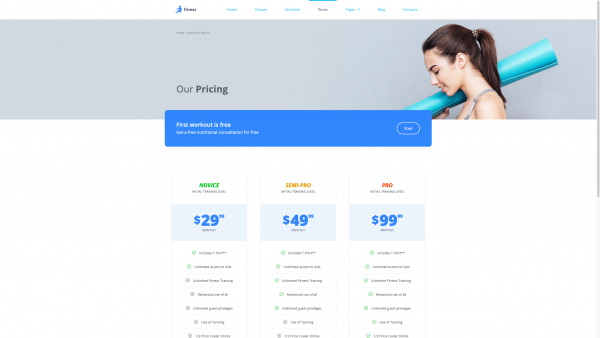 fitness
Home Classes Schedule Prices Pages Blog Contacts
Our Pricing
First workout is free
Get a free nutritional consultation for free
Start
NOVICE SEMI-PRO PRO
INITIAL TRAINING LEVEL INITIAL TRAINING LEVEL INITIAL TRAINING LEVEL
$29 99 $49 99 $99 99
MONTHLY MONTHLY MONTHLY
Includes T-Shirt** Includes T-Shirt** Includes T-Shirt**
Unlimited access to club Unlimited access to club Unlimited access to club
Unlimited Fitness Training Unlimited Fitness Training Unlimited Fitness Training
Reciprocal use of all Reciprocal use of all Reciprocal use of all
Unlimited guest privileges Unlimited guest privileges Unlimited guest privileges
Use of Tanning Use of Tanning Use of Tanning
1/2 Price Cooler Drinks 1/2 Price Cooler Drinks 1/2 Price Cooler Drinks